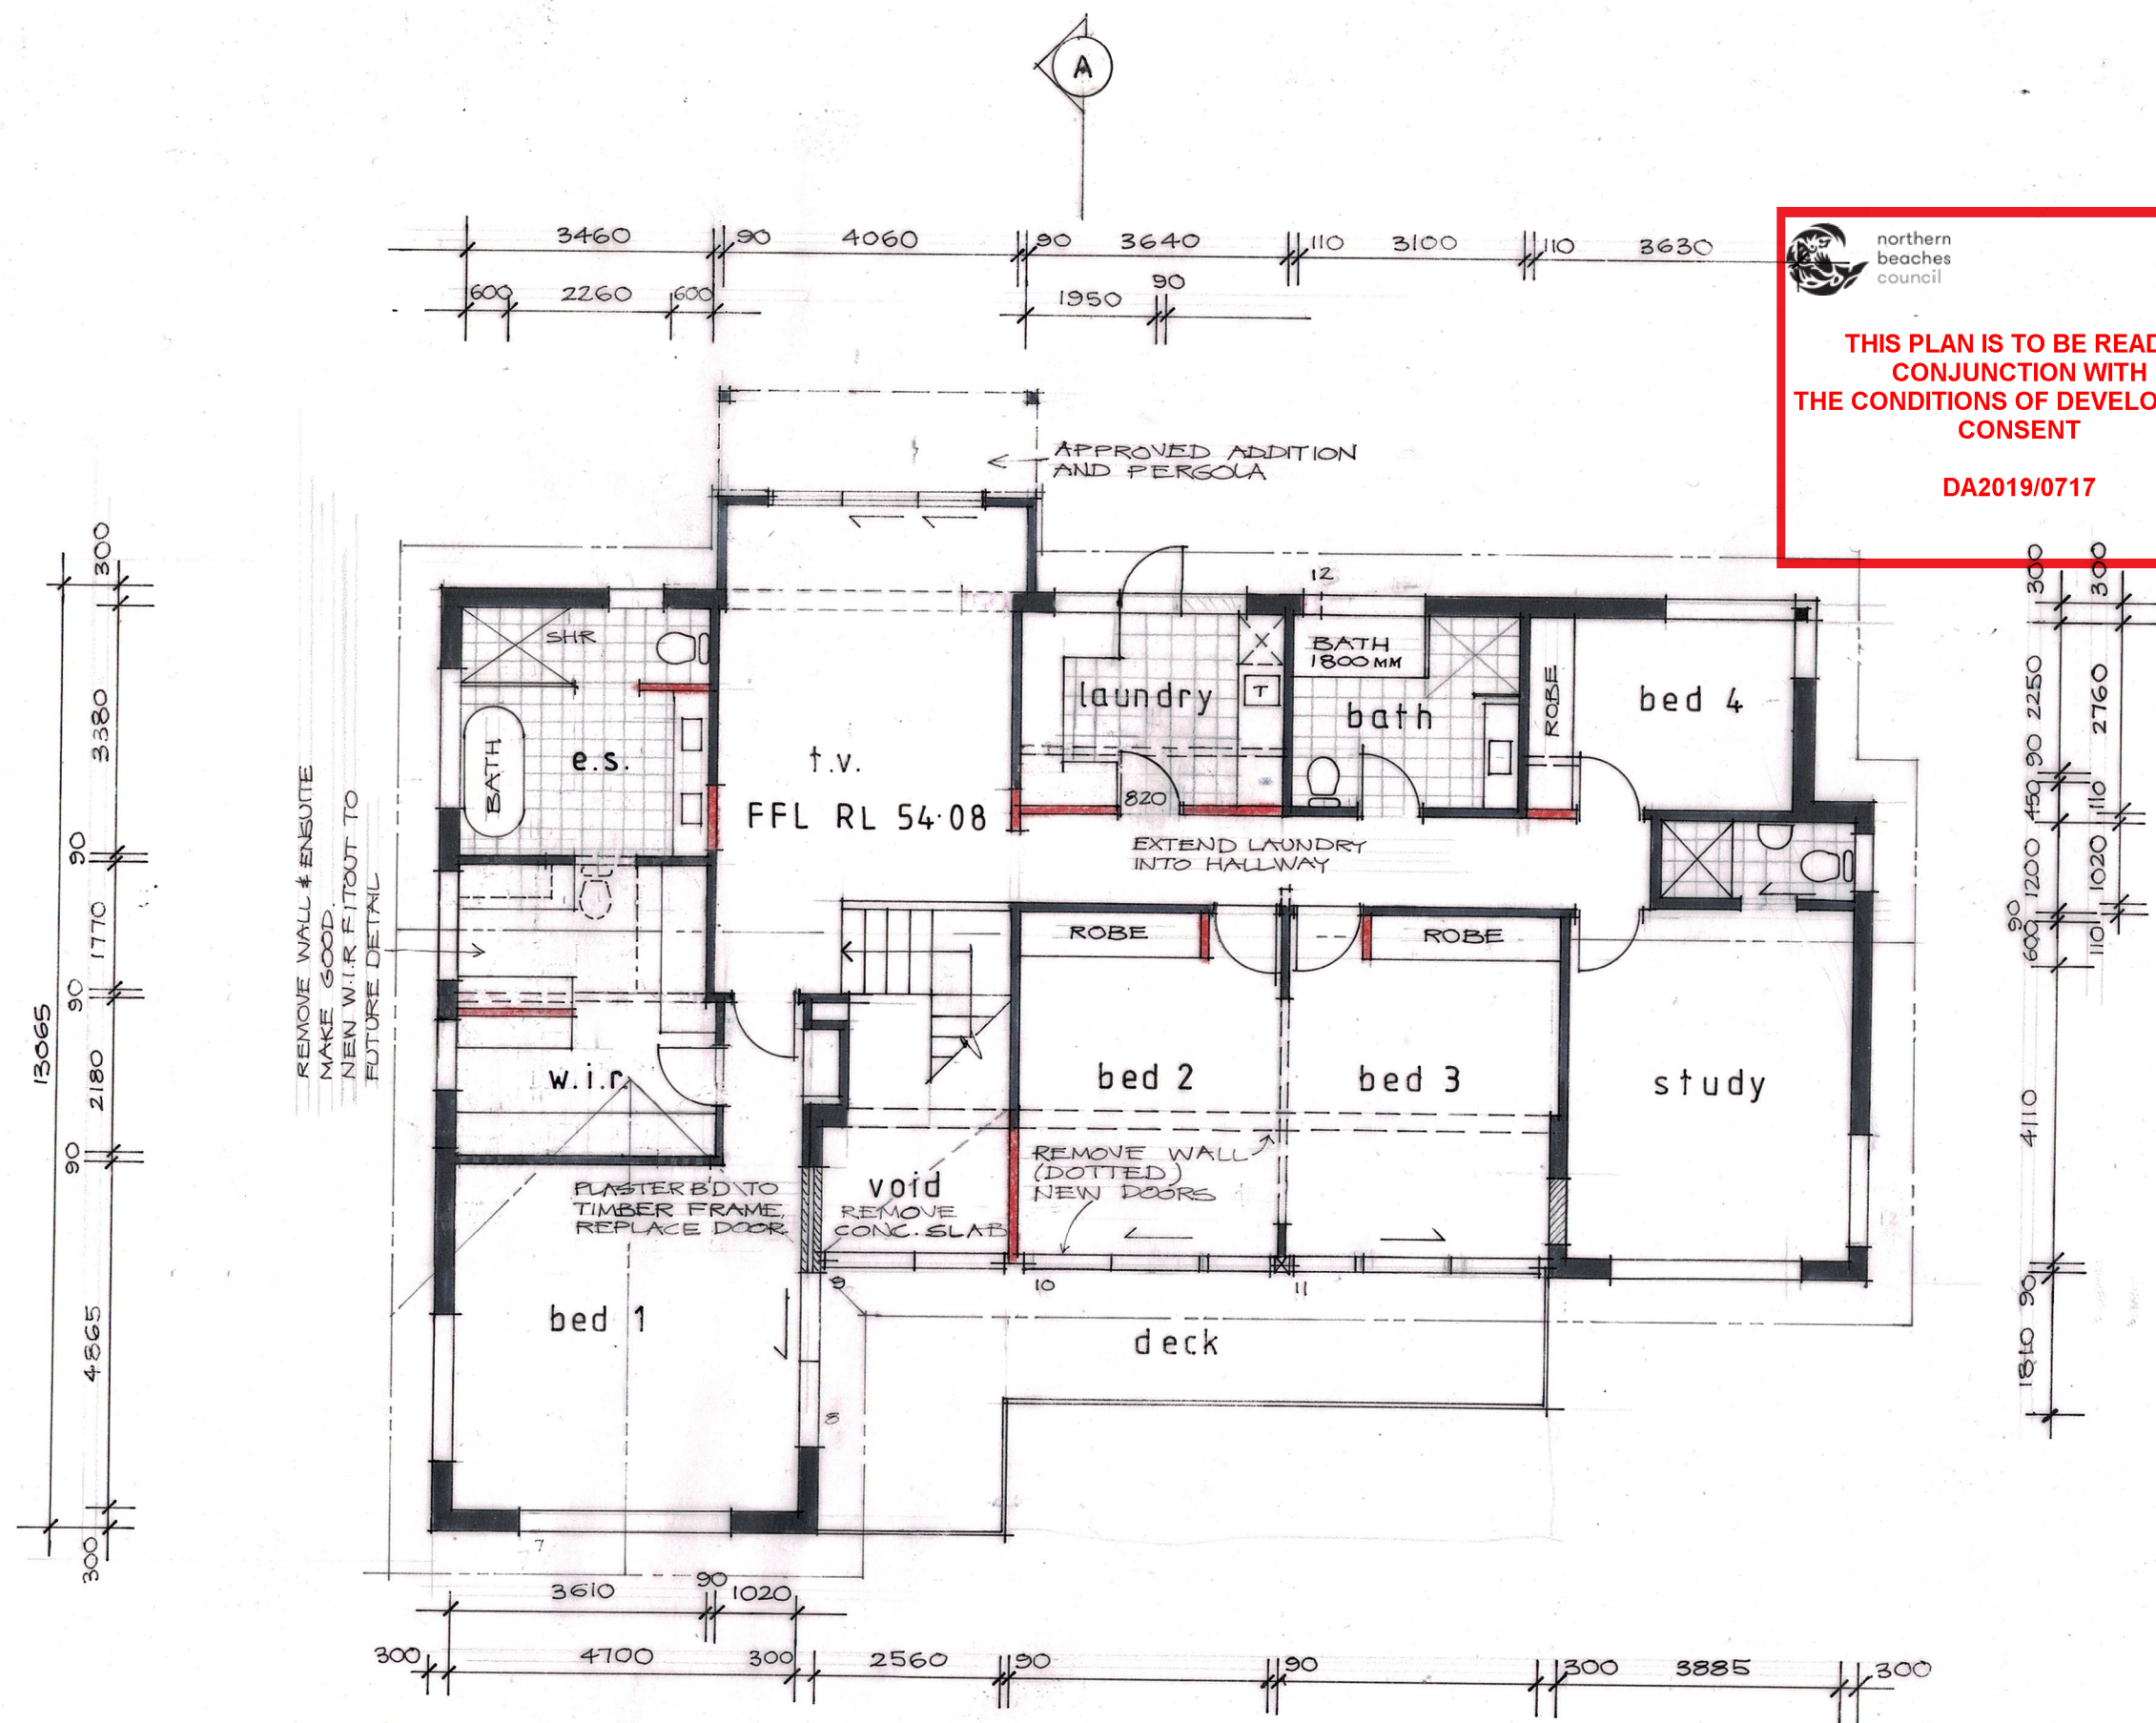 A
3460
90
4060
90
3640
110
3100
110
3630
600
2260
600
1950
90
northern
beaches
council
THIS PLAN IS TO BE READ
CONJUNCTION WITH
THE CONDITIONS OF DEVELO
CONSENT
DA2019/0717
APPROVED ADDITION
AND PERGOLA
300
3380
90
1770
90
2180
90
4865
300
13065
REMOVE WALL & ENSUITE
MAKE GOOD.
NEW W.I.R FITOUT TO
FUTURE DETAIL
SHR
BATH
e.s.
t.v.
FFL RL 54·08
laundry
T
820
12
BATH
1800 MM
bath
ROBE
bed 4
EXTEND LAUNDRY
INTO HALLWAY
ROBE
ROBE
w.i.r.
bed 2
bed 3
study
PLASTERB'D TO
TIMBER FRAME,
REPLACE DOOR.
void
REMOVE
CONC. SLAB
REMOVE WALL
(DOTTED)
NEW DOORS
9
10
11
12
bed 1
deck
8
7
300
2250
90
450
1200
90
600
4110
90
1810
300
2760
110
1020
110
3610
90
1020
300
4700
300
2560
90
90
300
3885
300